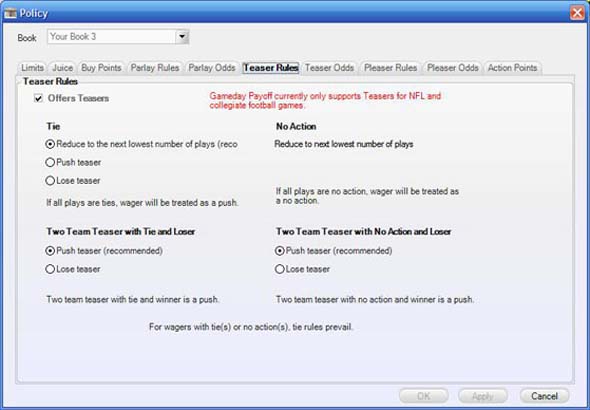 Policy
Book Your Book 3
Limits Juice Buy Points Parlay Rules Parlay Odds Teaser Rules Teaser Odds Pleaser Rules Pleaser Odds Action Points
Teaser Rules
Offers Teasers
Gameday Payoff currently only supports Teasers for NFL and
collegiate football games.
Tie
Reduce to the next lowest number of plays (reco
Push teaser
Lose teaser
If all plays are ties, wager will be treated as a push.
No Action
Reduce to next lowest number of plays
If all plays are no action, wager will be treated as
a no action.
Two Team Teaser with Tie and Loser
Push teaser (recommended)
Lose teaser
Two team teaser with tie and winner is a push.
Two Team Teaser with No Action and Loser
Push teaser (recommended)
Lose teaser
Two team teaser with no action and winner is a push.
For wagers with tie(s) or no action(s), tie rules prevail.
OK Apply Cancel